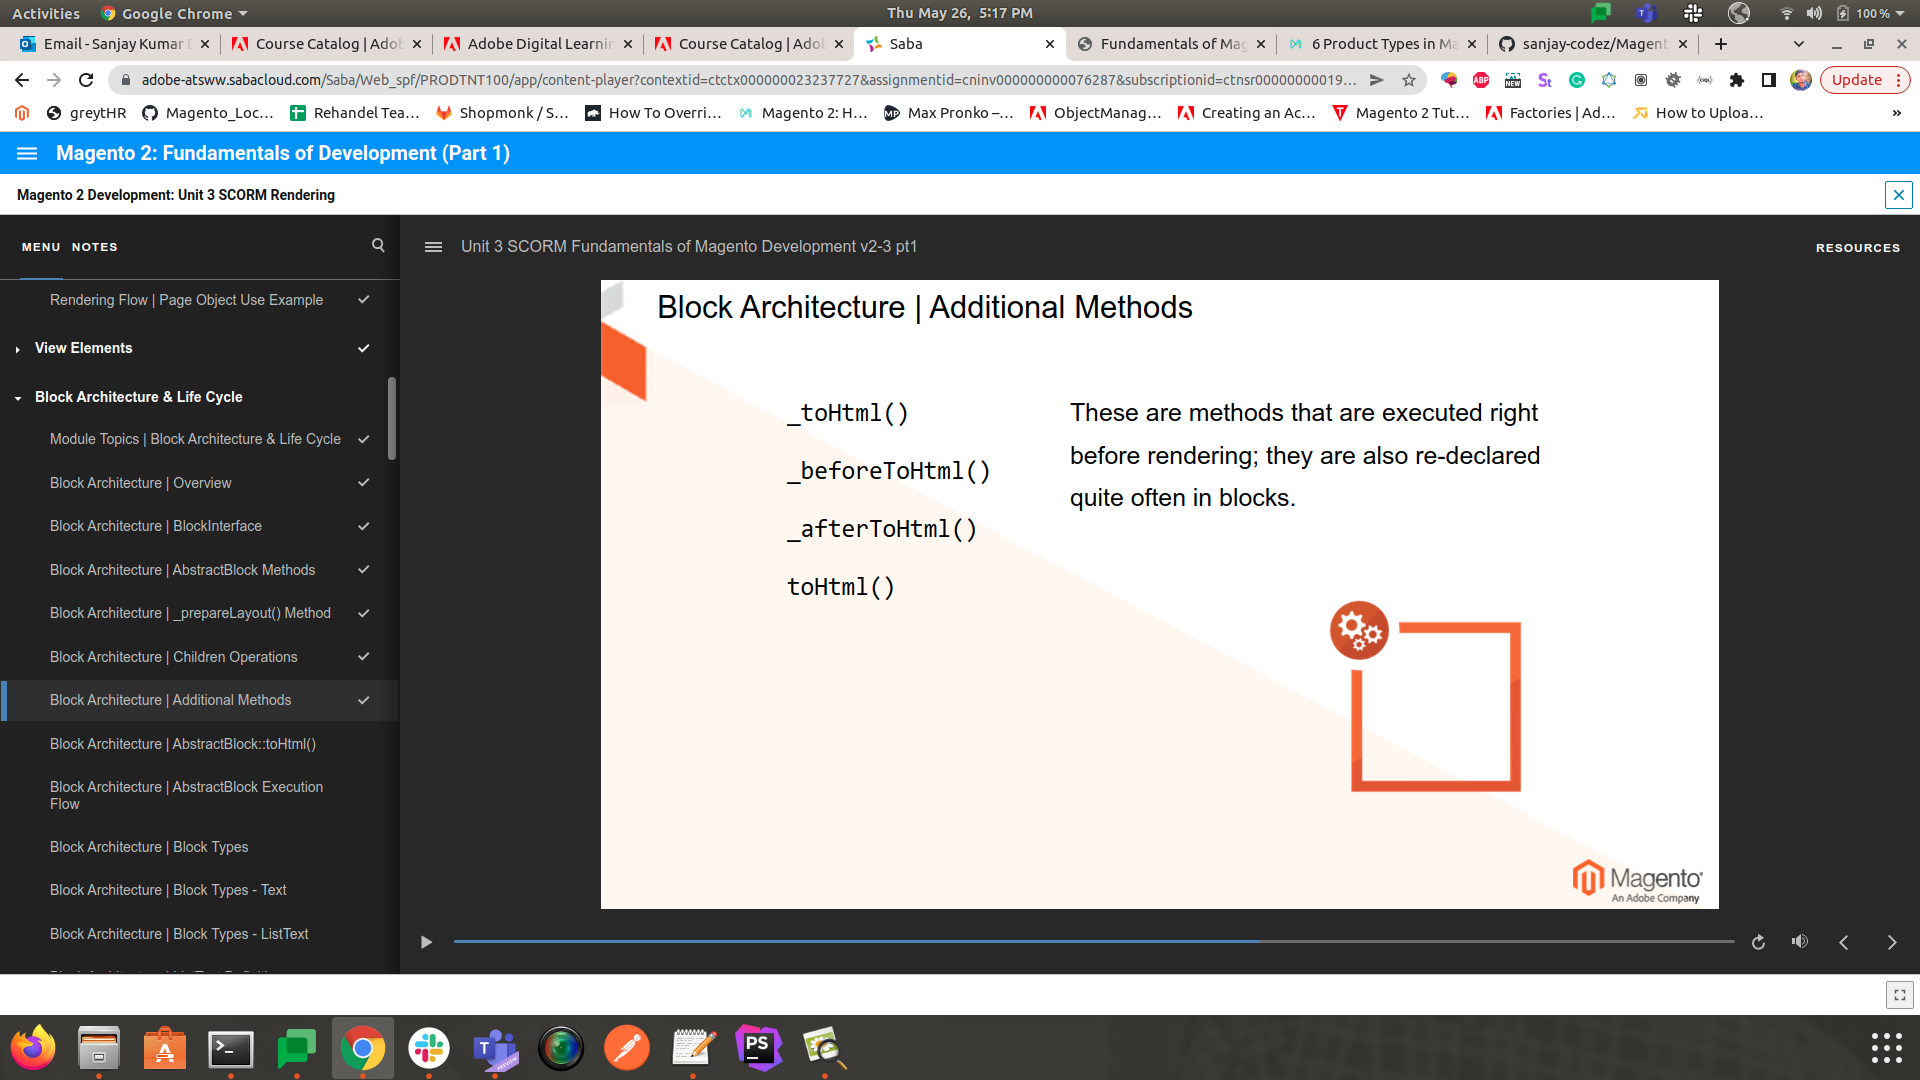 Activities
Google Chrome
Thu May 26, 5:17 PM
100 %
Email - Sanjay Kumar
Course Catalog | Adob
Adobe Digital Learnin
Course Catalog | Adob
Saba
Fundamentals of Mag
6 Product Types in Ma
sanjay-codez/Magent
adobe-atsww.sabacloud.com/Saba/Web_spf/PRODTNT100/app/content-player?contextid=ctctx000000023237727&assignmentid=cninv000000000076287&subscriptionid=ctnsr00000000019...
Update
greytHR
Magento_Loc...
Rehandel Tea...
Shopmonk / S...
How To Overri...
Magento 2: H...
Max Pronko –...
ObjectManag...
Creating an Ac...
Magento 2 Tut...
Factories | Ad...
How to Uploa...
»
Magento 2: Fundamentals of Development (Part 1)
Magento 2 Development: Unit 3 SCORM Rendering
MENU NOTES
Unit 3 SCORM Fundamentals of Magento Development v2-3 pt1
RESOURCES
Rendering Flow | Page Object Use Example
View Elements
Block Architecture & Life Cycle
Module Topics | Block Architecture & Life Cycle
Block Architecture | Overview
Block Architecture | BlockInterface
Block Architecture | AbstractBlock Methods
Block Architecture | _prepareLayout() Method
Block Architecture | Children Operations
Block Architecture | Additional Methods
Block Architecture | AbstractBlock::toHtml()
Block Architecture | AbstractBlock Execution
Flow
Block Architecture | Block Types
Block Architecture | Block Types - Text
Block Architecture | Block Types - ListText
Block Architecture | Additional Methods
_toHtml()
_beforeToHtml()
_afterToHtml()
toHtml()
These are methods that are executed right
before rendering; they are also re-declared
quite often in blocks.
Magento
An Adobe Company